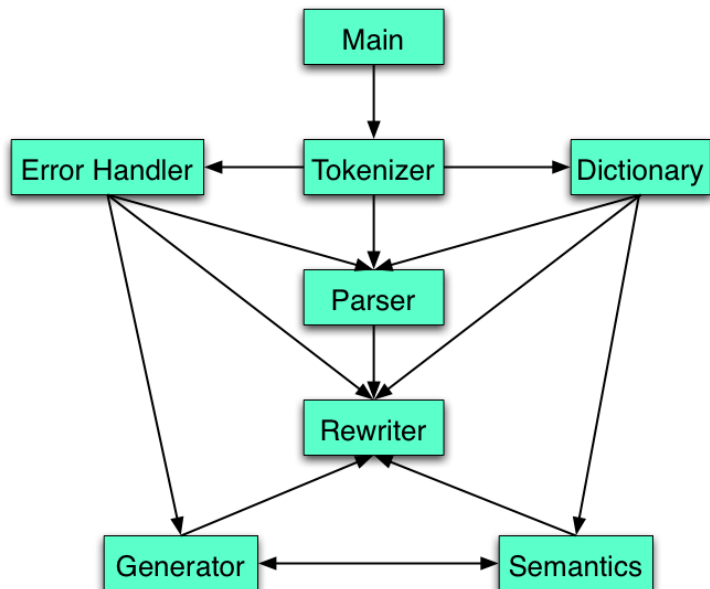 Main
Error Handler
Tokenizer
Dictionary
Parser
Rewriter
Generator
Semantics